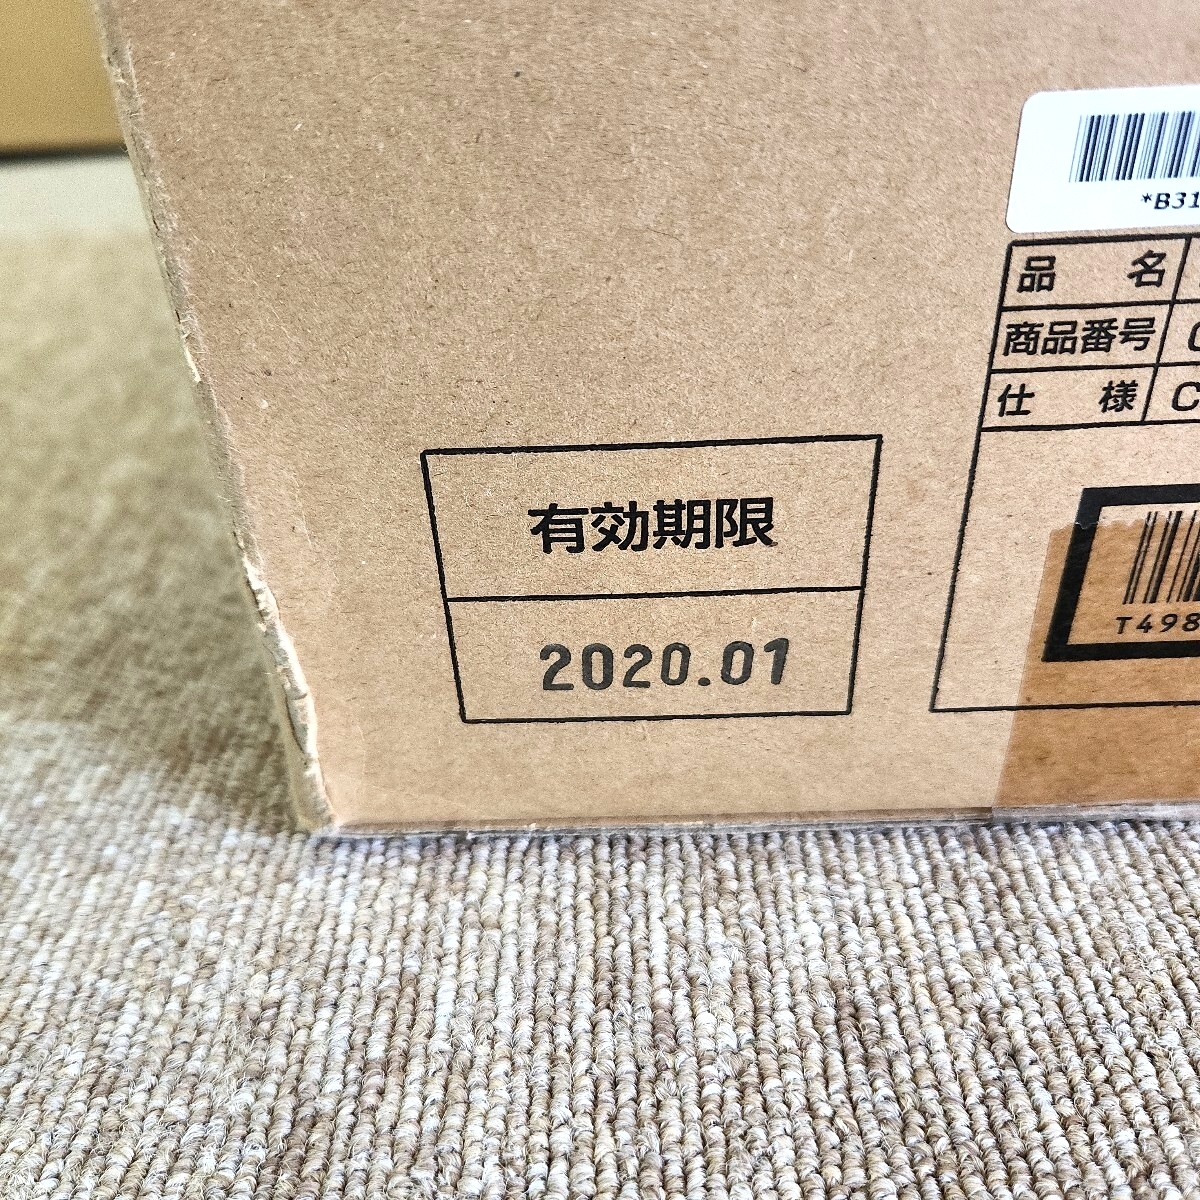 *B31
品 名
商品番号
仕 様 C
有効期限
2020.01
T498